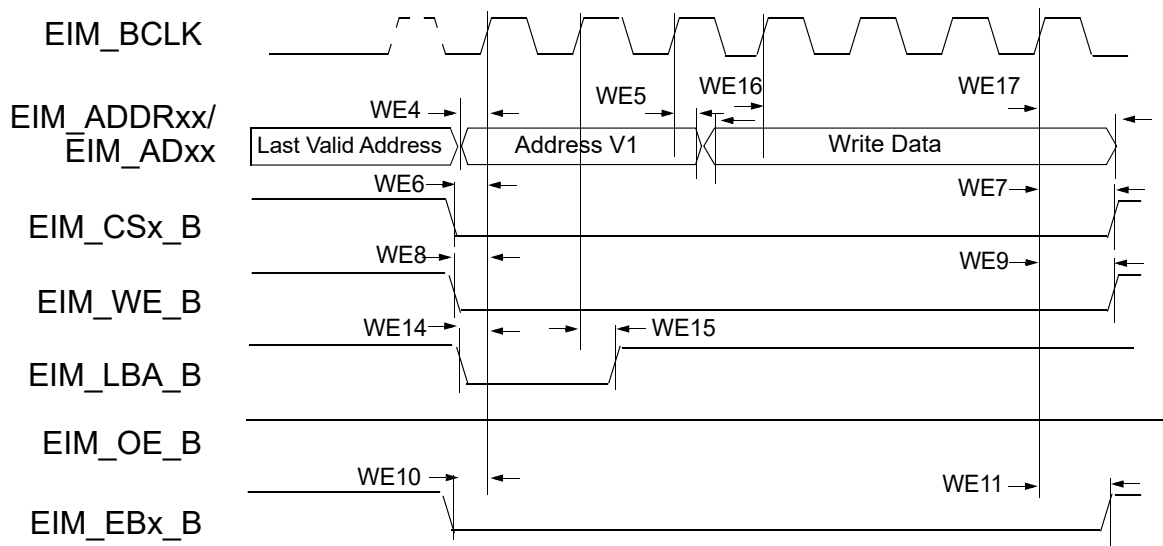 EIM_BCLK
WE4
WE5
WE16
WE17
EIM_ADDRxx/
EIM_ADxx
Last Valid Address
Address V1
Write Data
WE6
WE7
EIM_CSx_B
WE8
WE9
EIM_WE_B
WE14
WE15
EIM_LBA_B
EIM_OE_B
WE10
WE11
EIM_EBx_B